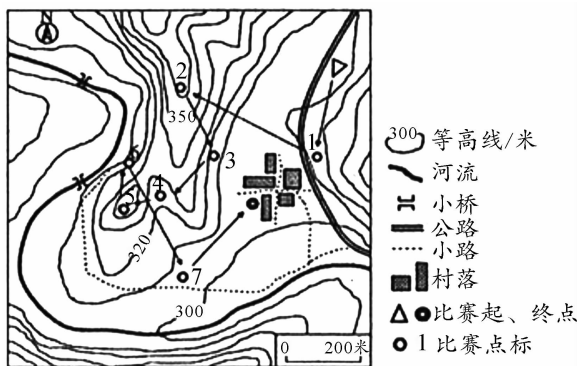 2
350
1
3
4
5
320
7
300
0 200米
300 等高线/米
河流
小桥
公路
小路
村落
比赛起、终点
1 比赛点标